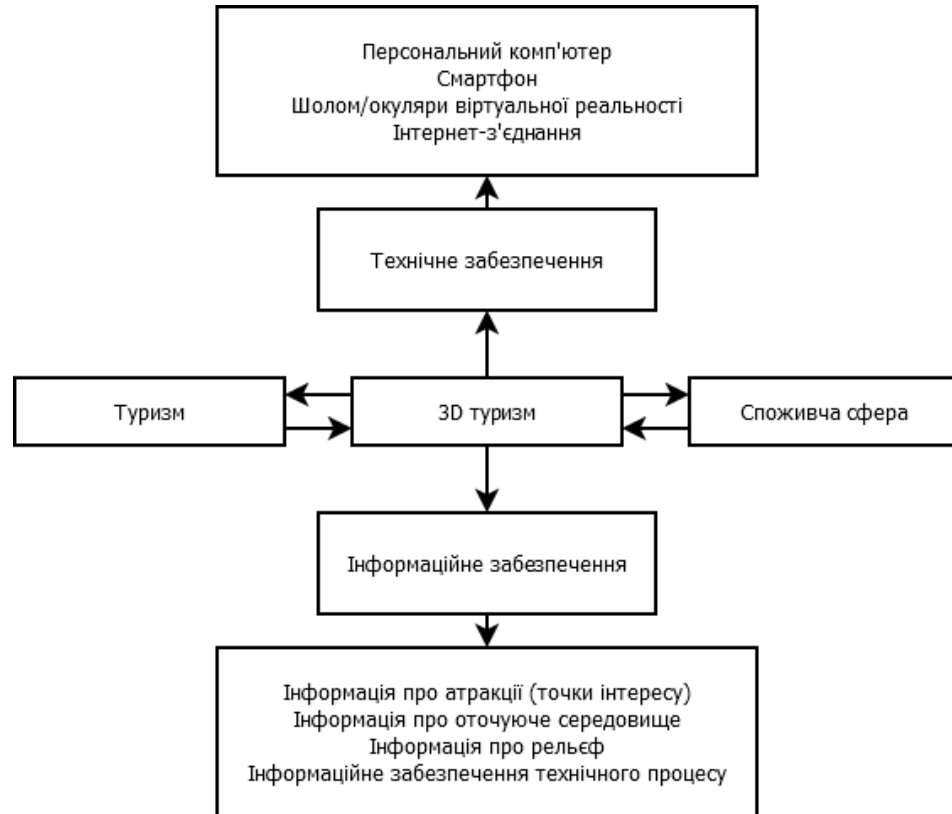 Персональний комп'ютер
Смартфон
Шолом/окуляри віртуальної реальності
Інтернет-з'єднання
Технічне забезпечення
Туризм
3D туризм
Споживча сфера
Інформаційне забезпечення
Інформація про атракції (точки інтересу)
Інформація про оточуюче середовище
Інформація про рельєф
Інформаційне забезпечення технічного процесу